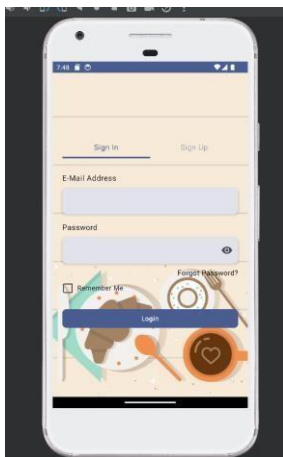 7:48
Sign In Sign Up
E-Mail Address
Password
Forgot Password?
Remember Me
Login